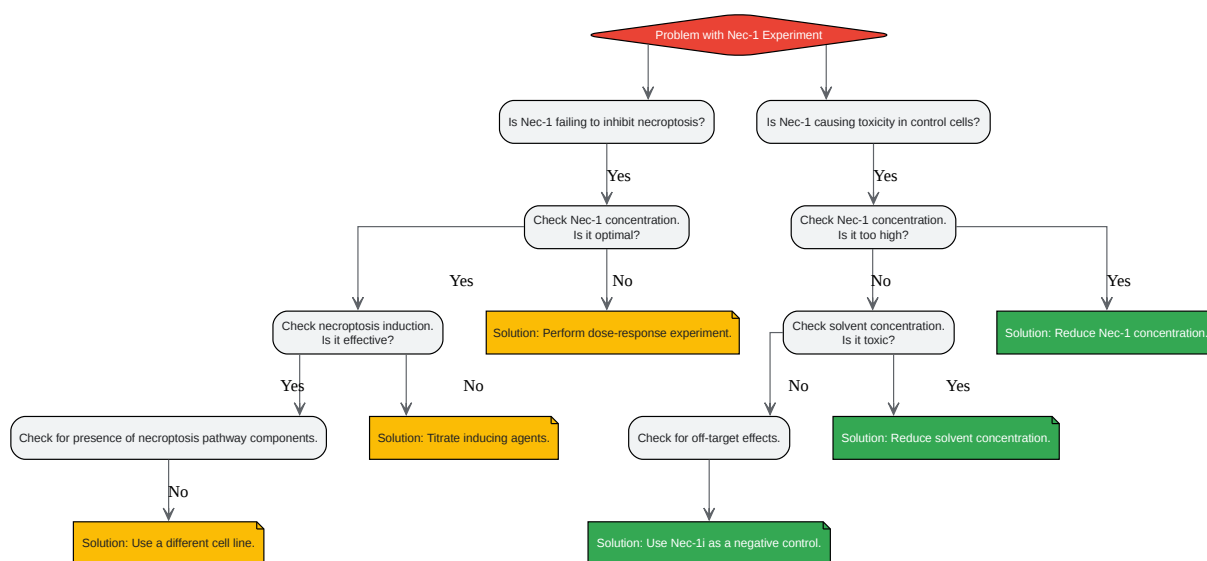 Problem with Nec-1 Experiment
Is Nec-1 failing to inhibit necroptosis?
Is Nec-1 causing toxicity in control cells?
Yes
Yes
Check Nec-1 concentration.
Is it optimal?
Check Nec-1 concentration.
Is it too high?
Yes
No
No
Yes
Check necroptosis induction.
Is it effective?
Solution: Perform dose-response experiment.
Check solvent concentration.
Is it toxic?
Solution: Reduce Nec-1 concentration.
Yes
No
No
Yes
Check for presence of necroptosis pathway components.
Solution: Titrate inducing agents.
Check for off-target effects.
Solution: Reduce solvent concentration.
No
Solution: Use a different cell line.
Solution: Use Nec-1i as a negative control.